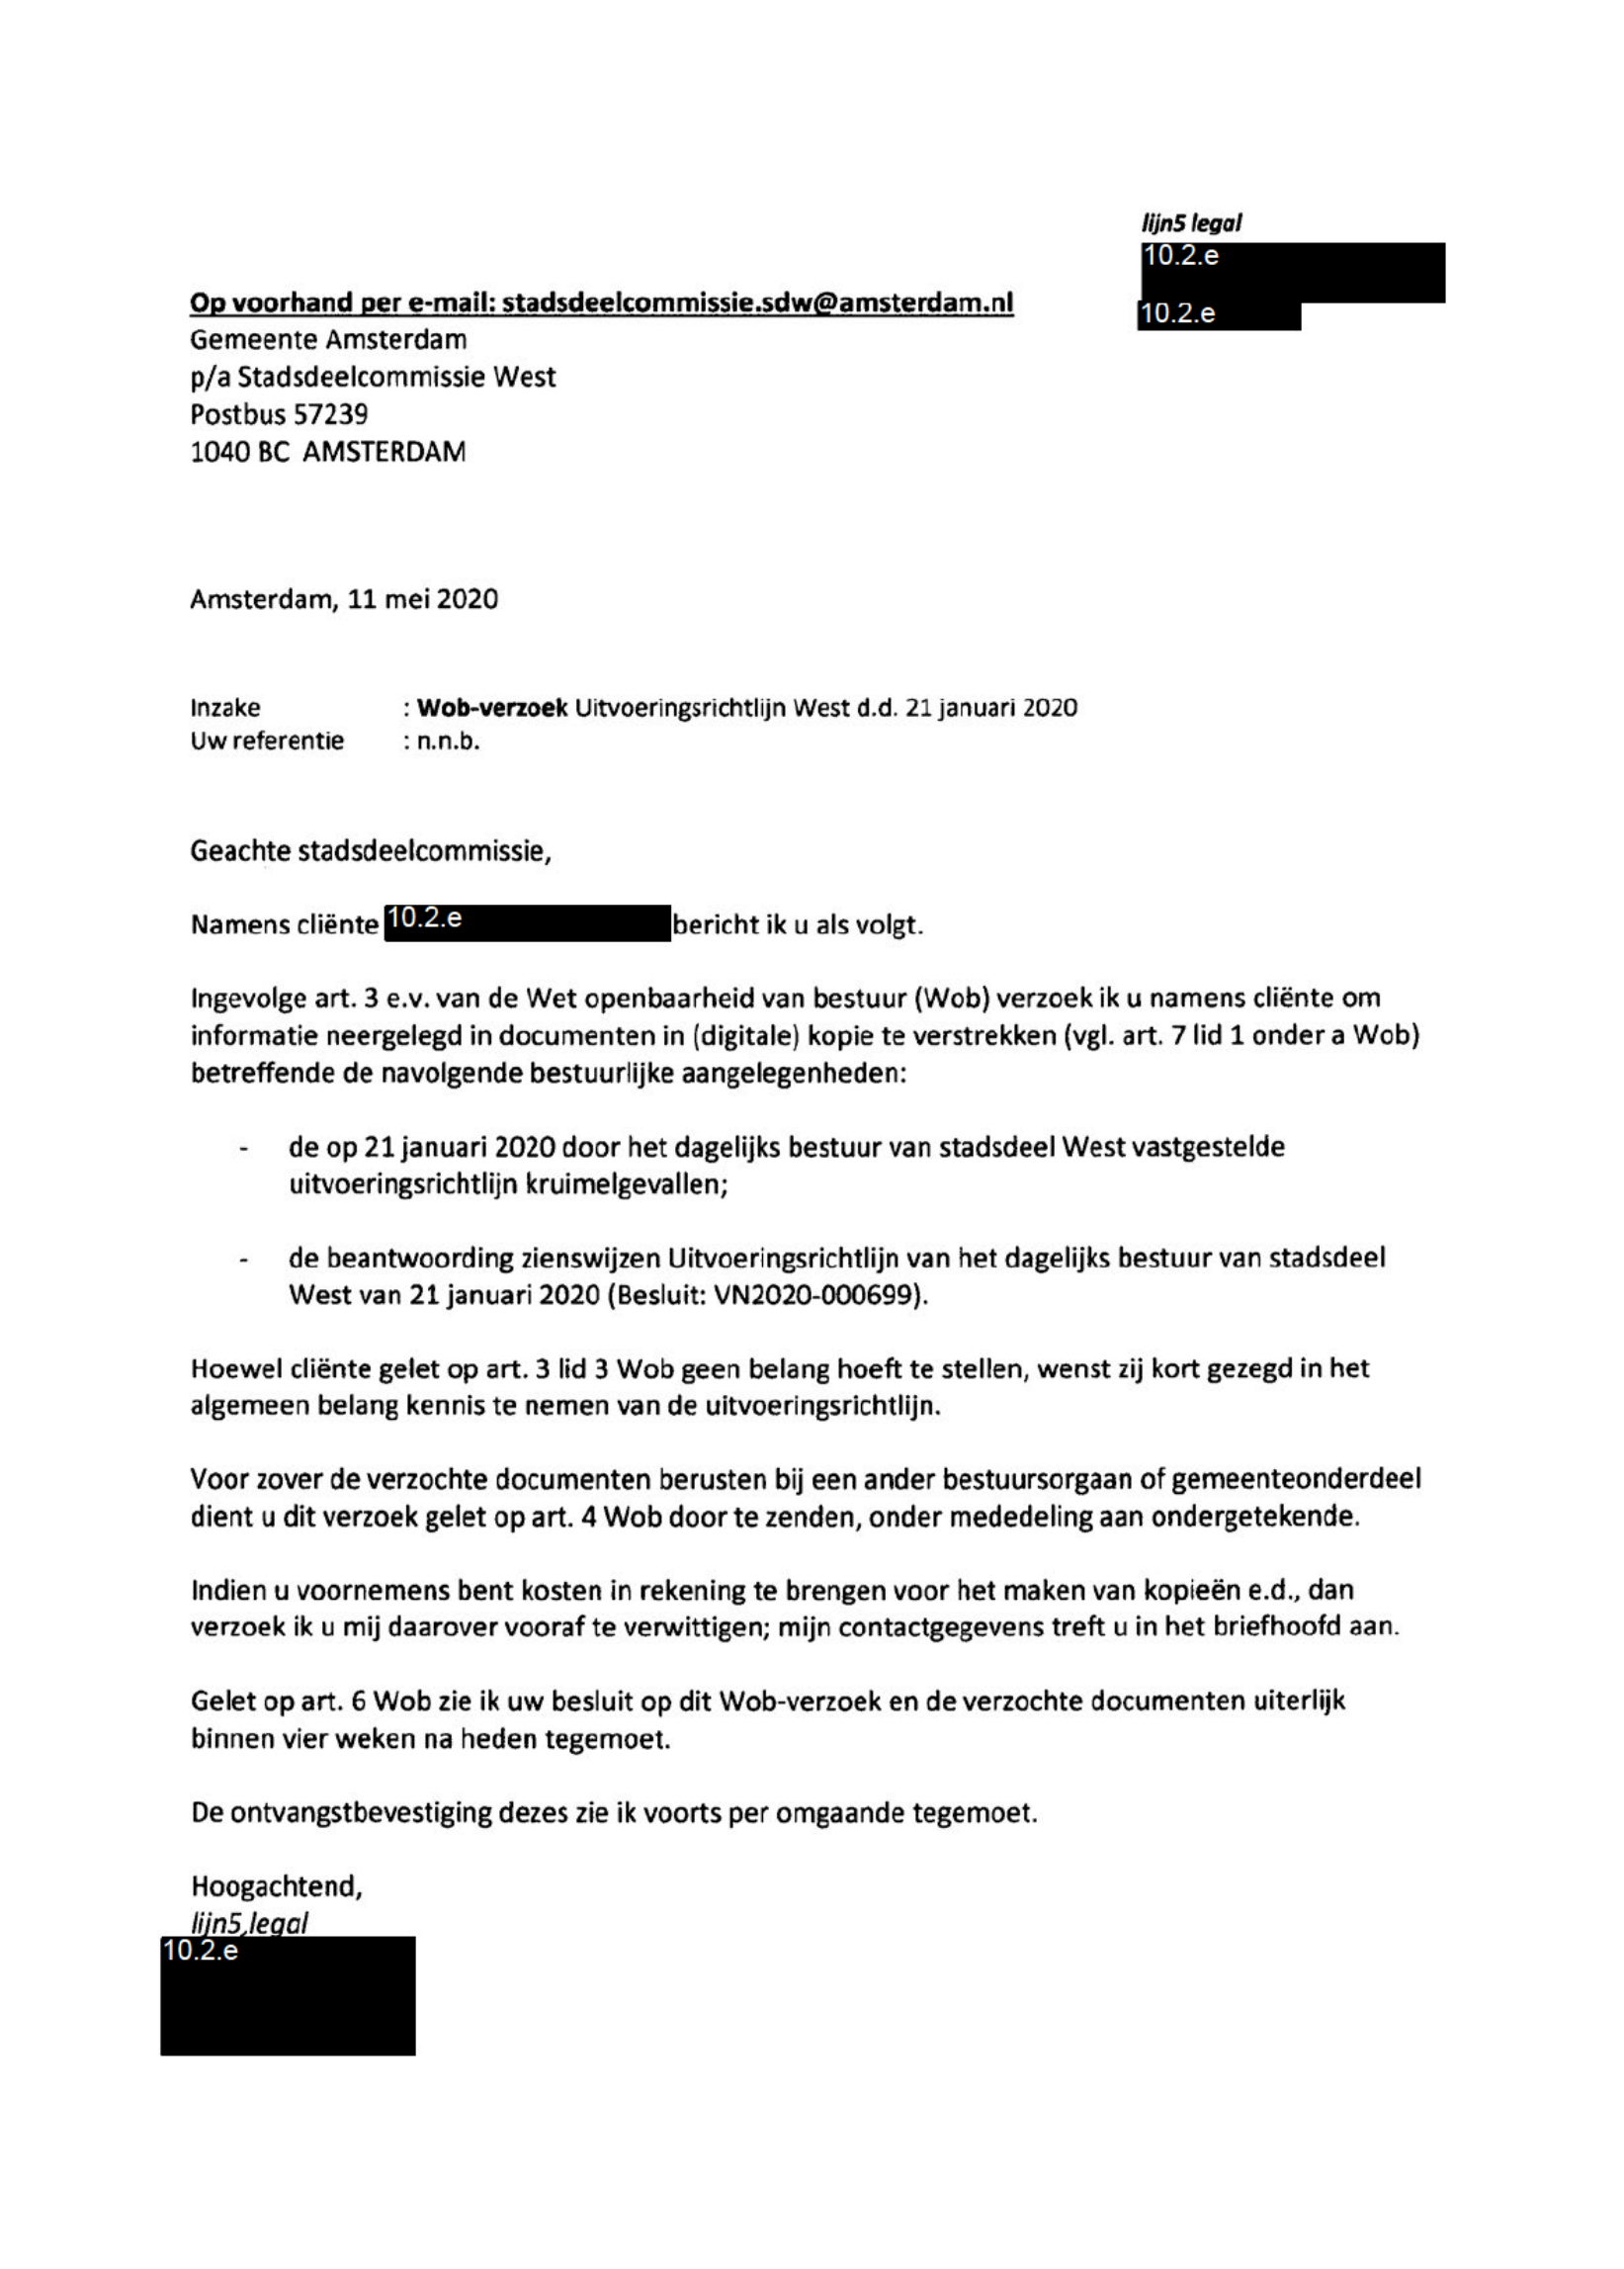 lijn5 legal
10.2.e
10.2.e
Op voorhand per e-mail: stadsdeelcommissie.sdw@amsterdam.nl
Gemeente Amsterdam
p/a Stadsdeelcommissie West
Postbus 57239
1040 BC AMSTERDAM
Amsterdam, 11 mei 2020
Inzake : Wob-verzoek Uitvoeringsrichtlijn West d.d. 21 januari 2020
Uw referentie : n.n.b.
Geachte stadsdeelcommissie,
Namens cliënte 10.2.e bericht ik u als volgt.
Ingevolge art. 3 e.v. van de Wet openbaarheid van bestuur (Wob) verzoek ik u namens cliënte om
informatie neergelegd in documenten in (digitale) kopie te verstrekken (vgl. art. 7 lid 1 onder a Wob)
betreffende de navolgende bestuurlijke aangelegenheden:
- de op 21 januari 2020 door het dagelijks bestuur van stadsdeel West vastgestelde
uitvoeringsrichtlijn kruimelgevallen;
- de beantwoording zienswijzen Uitvoeringsrichtlijn van het dagelijks bestuur van stadsdeel
West van 21 januari 2020 (Besluit: VN2020-000699).
Hoewel cliënte gelet op art. 3 lid 3 Wob geen belang hoeft te stellen, wenst zij kort gezegd in het
algemeen belang kennis te nemen van de uitvoeringsrichtlijn.
Voor zover de verzochte documenten berusten bij een ander bestuursorgaan of gemeenteonderdeel
dient u dit verzoek gelet op art. 4 Wob door te zenden, onder mededeling aan ondergetekende.
Indien u voornemens bent kosten in rekening te brengen voor het maken van kopieën e.d., dan
verzoek ik u mij daarover vooraf te verwittigen; mijn contactgegevens treft u in het briefhoofd aan.
Gelet op art. 6 Wob zie ik uw besluit op dit Wob-verzoek en de verzochte documenten uiterlijk
binnen vier weken na heden tegemoet.
De ontvangstbevestiging dezes zie ik voorts per omgaande tegemoet.
Hoogachtend,
lijn5 legal
10.2.e